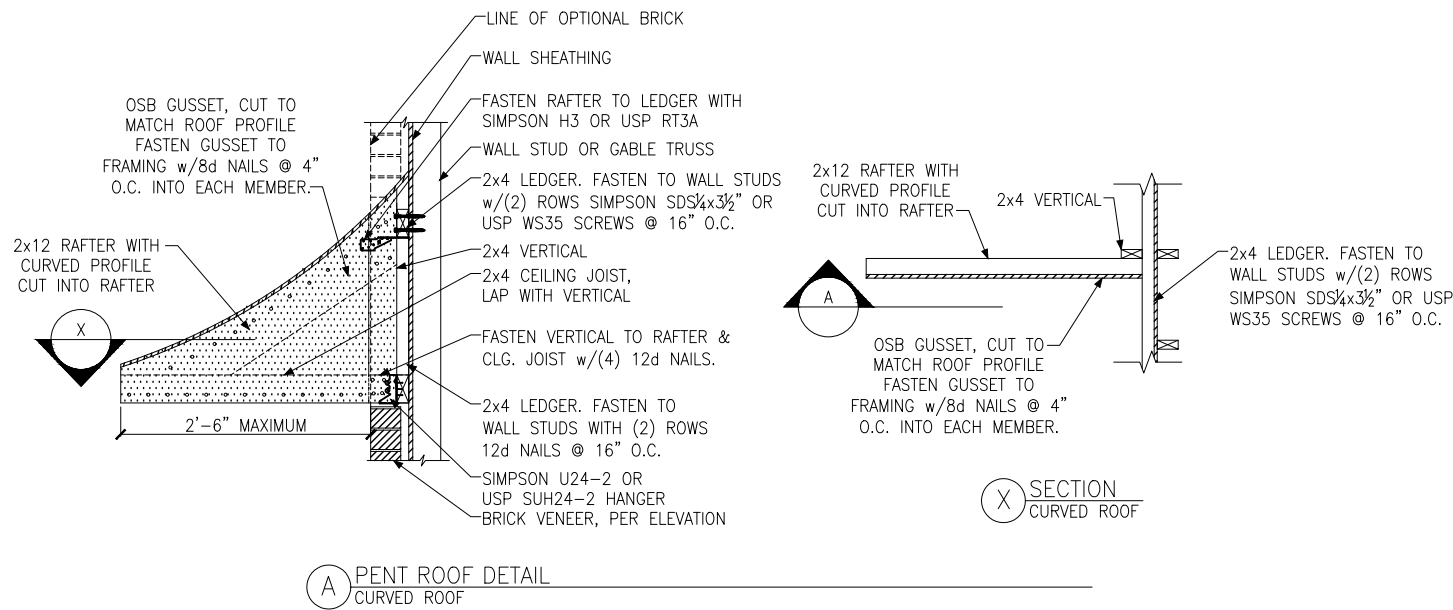 LINE OF OPTIONAL BRICK
WALL SHEATHING
OSB GUSSET, CUT TO
MATCH ROOF PROFILE
FASTEN GUSSET TO
FRAMING w/8d NAILS @ 4"
O.C. INTO EACH MEMBER.
FASTEN RAFTER TO LEDGER WITH
SIMPSON H3 OR USP RT3A
WALL STUD OR GABLE TRUSS
2x4 LEDGER. FASTEN TO WALL STUDS
w/(2) ROWS SIMPSON SDS¼x3½" OR
USP WS35 SCREWS @ 16" O.C.
2x12 RAFTER WITH
CURVED PROFILE
CUT INTO RAFTER
2x4 VERTICAL
2x4 CEILING JOIST,
LAP WITH VERTICAL
X
FASTEN VERTICAL TO RAFTER &
CLG. JOIST w/(4) 12d NAILS.
2'-6" MAXIMUM
2x4 LEDGER. FASTEN TO
WALL STUDS WITH (2) ROWS
12d NAILS @ 16" O.C.
SIMPSON U24-2 OR
USP SUH24-2 HANGER
BRICK VENEER, PER ELEVATION
A
PENT ROOF DETAIL
CURVED ROOF
2x12 RAFTER WITH
CURVED PROFILE
CUT INTO RAFTER
2x4 VERTICAL
2x4 LEDGER. FASTEN TO
WALL STUDS w/(2) ROWS
SIMPSON SDS¼x3½" OR USP
WS35 SCREWS @ 16" O.C.
A
OSB GUSSET, CUT TO
MATCH ROOF PROFILE
FASTEN GUSSET TO
FRAMING w/8d NAILS @ 4"
O.C. INTO EACH MEMBER.
X
SECTION
CURVED ROOF